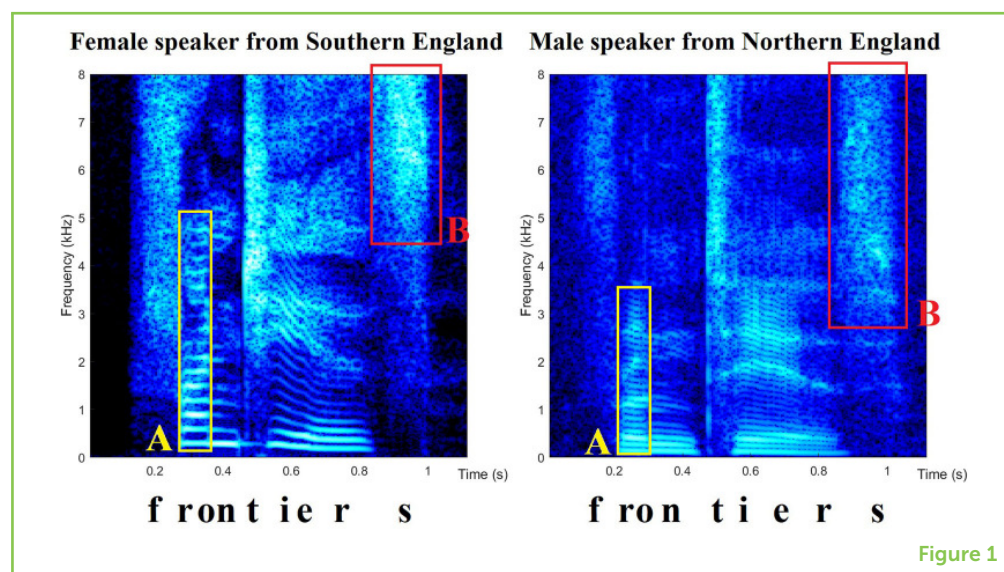 Female speaker from Southern England
8
7
6
5
4
3
2
1
0
Frequency (kHz)
A
B
0.2 0.4 0.6 0.8 1 Time (s)
f r o n t i e r s
Male speaker from Northern England
8
7
6
5
4
3
2
1
0
Frequency (kHz)
A
B
0.2 0.4 0.6 0.8 1 Time (s)
f r o n t i e r s
Figure 1